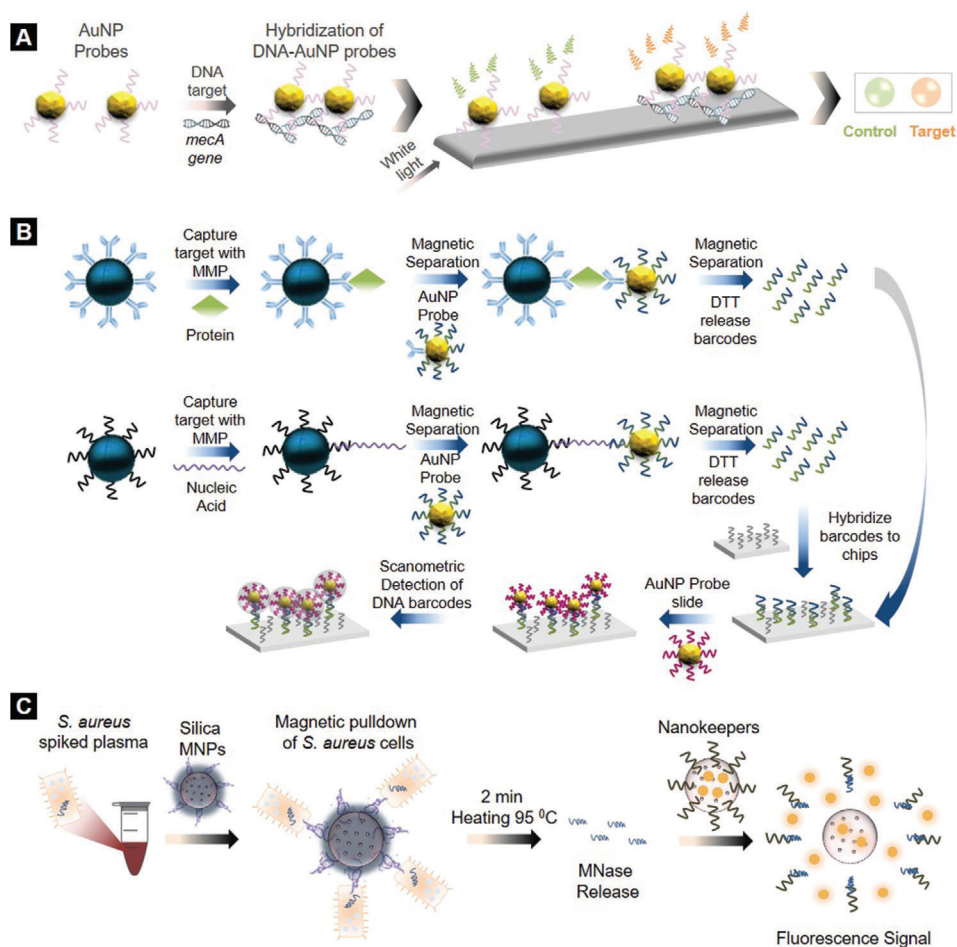 A
AuNP
Probes
DNA
target
mecA
gene
Hybridization of
DNA-AuNP probes
White
light
Control
Target
B
Capture
target with
MMP
Protein
Magnetic
Separation
AuNP
Probe
Magnetic
Separation
DTT
release
barcodes
Capture
target with
MMP
Nucleic
Acid
Magnetic
Separation
AuNP
Probe
Magnetic
Separation
DTT
release
barcodes
Hybridize
barcodes to
chips
AuNP Probe
slide
Scanometric
Detection of
DNA barcodes
C
S. aureus
spiked plasma
Silica
MNPs
Magnetic pulldown
of S. aureus cells
2 min
Heating 95 ⁰C
MNase
Release
Nanokeepers
Fluorescence Signal